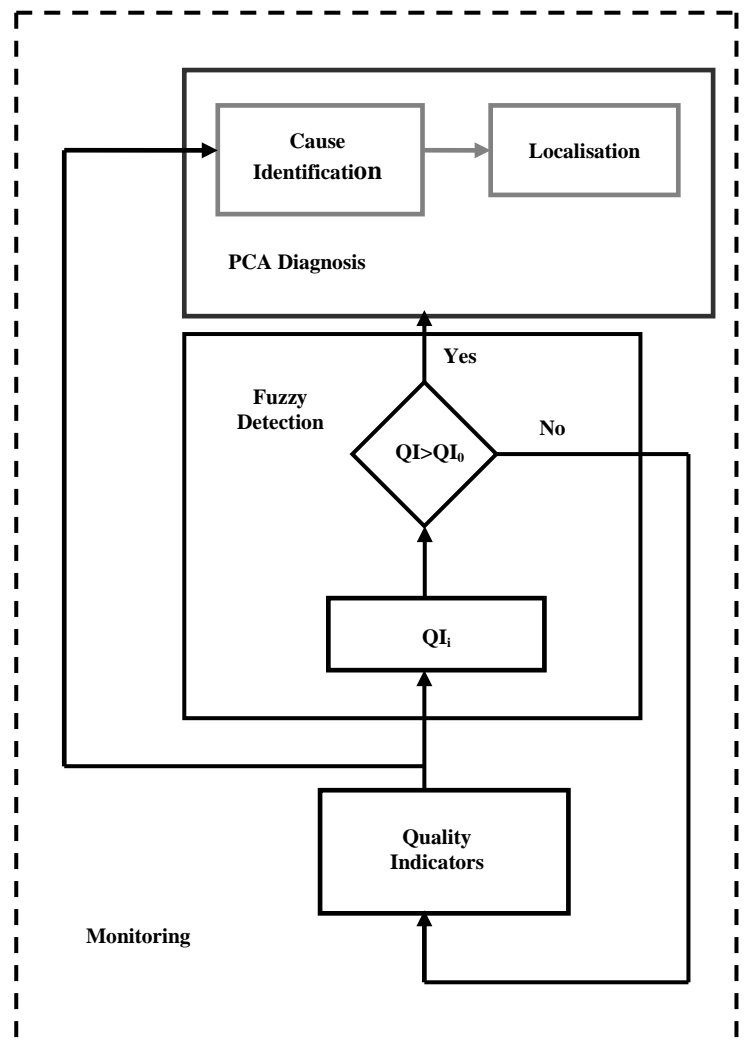 Cause
Identification
Localisation
PCA Diagnosis
Yes
Fuzzy
Detection
No
QI>QI₀
QIᵢ
Quality
Indicators
Monitoring